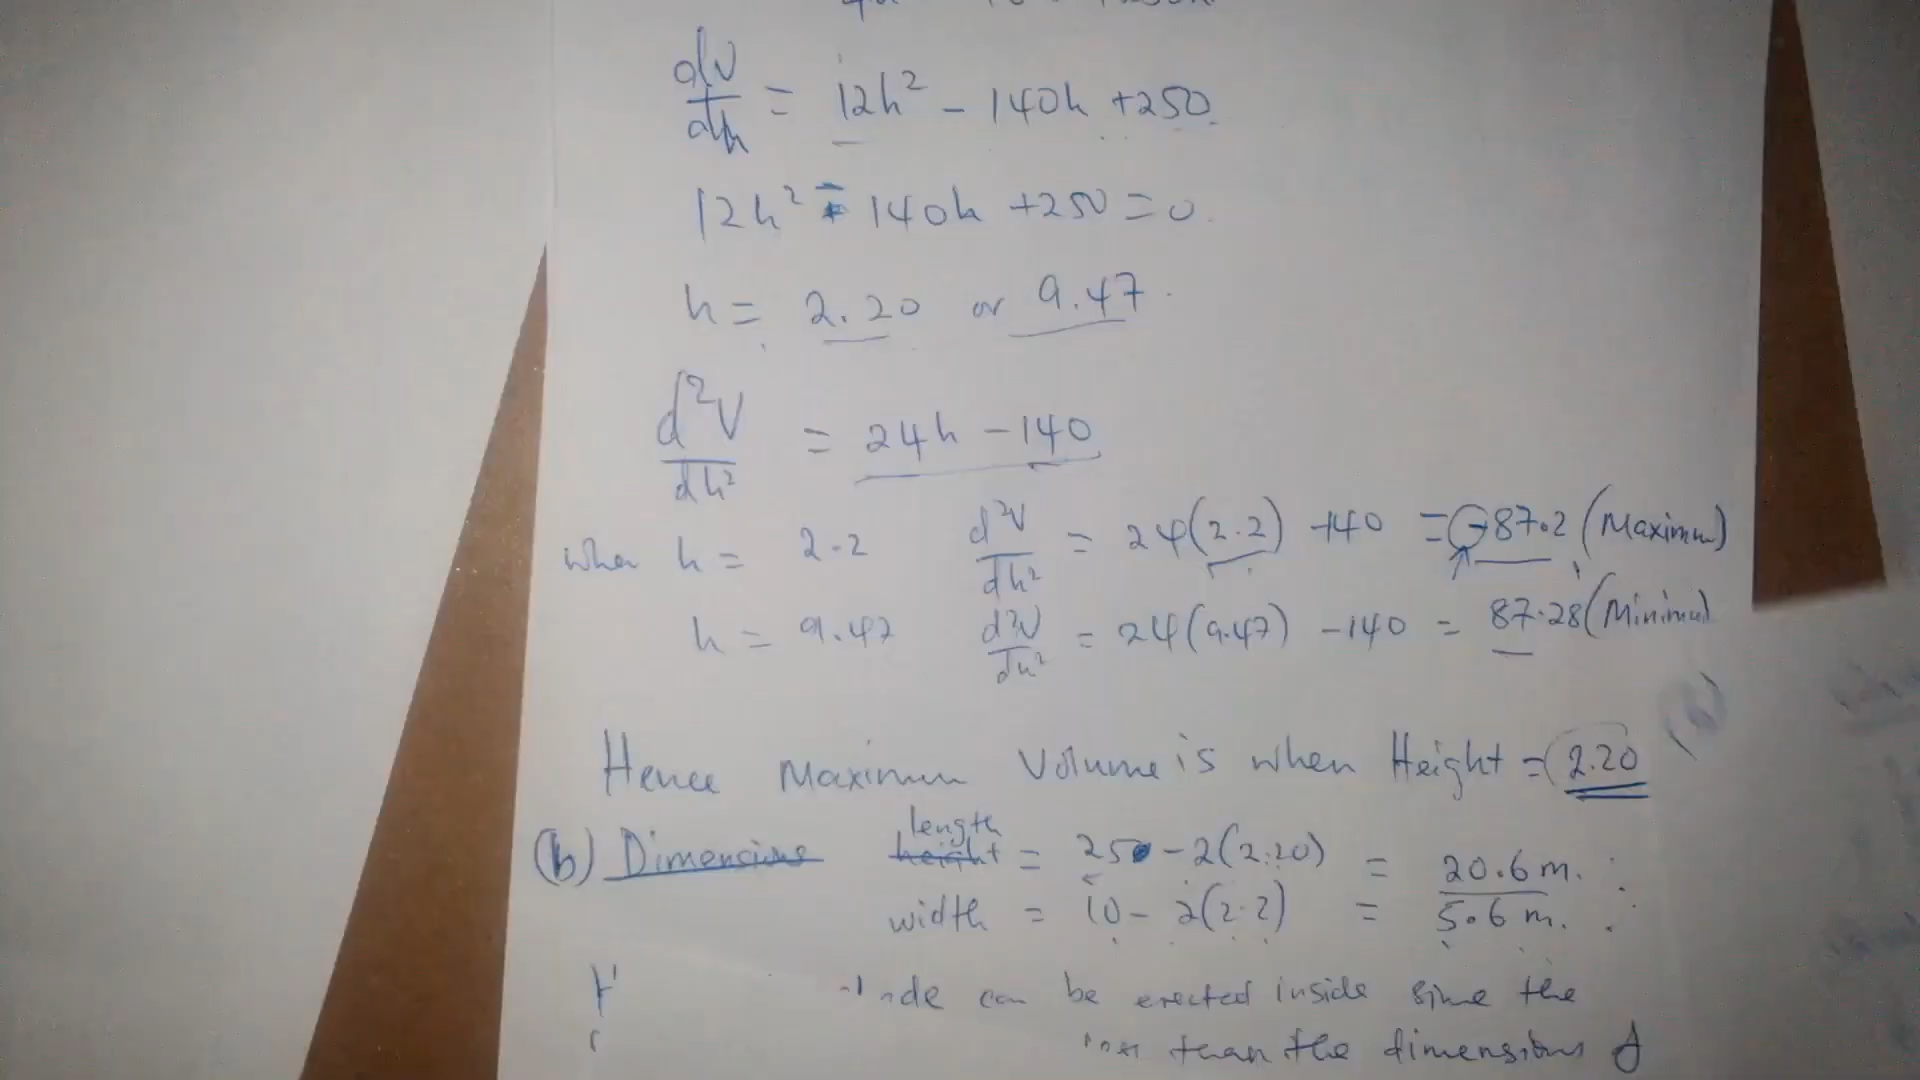 dV/dh = 12h² - 140h + 250
12h² - 140h + 250 = 0.
h = 2.20 or 9.47.
d²V/dh² = 24h - 140
When h = 2.2 d²V/dh² = 24(2.2) - 140 = -87.2 (Maximum)
h = 9.47 d²V/dh² = 24(9.47) - 140 = 87.28 (Minimum
Hence Maximum Volume is when Height = 2.20
(b) Dimensions length height = 25 - 2(2.20) = 20.6 m.
width = 10 - 2(2.2) = 5.6 m.
can be erected inside since the
than the dimensions of